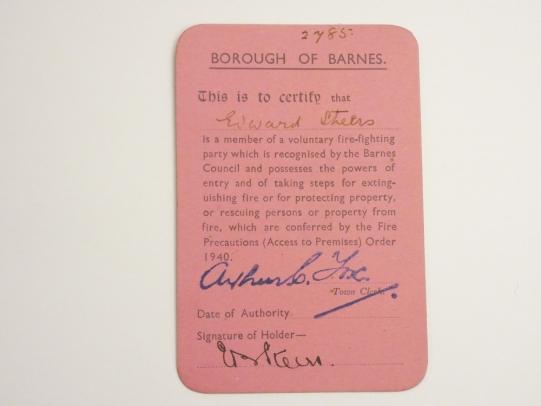 2785
BOROUGH OF BARNES.
This is to certify that
Edward
is a member of a voluntary fire-fighting
party which is recognised by the Barnes
Council and possesses the powers of
entry and of taking steps for exting-
uishing fire or for protecting property,
or rescuing persons or property from
fire, which are conferred by the Fire
Precautions (Access to Premises) Order
1940.
Town Clerk.
Date of Authority
Signature of Holder—